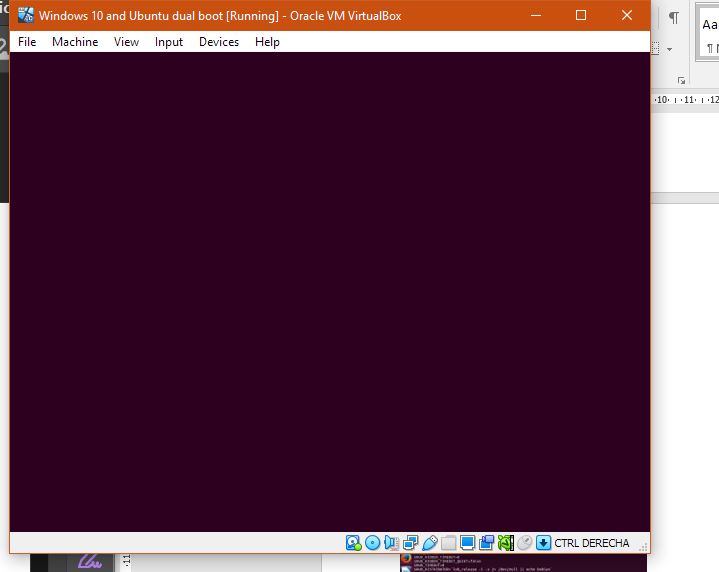 Windows 10 and Ubuntu dual boot [Running] - Oracle VM VirtualBox
File Machine View Input Devices Help
Aa
¶
·10· ı ·11· ı ·12
CTRL DERECHA